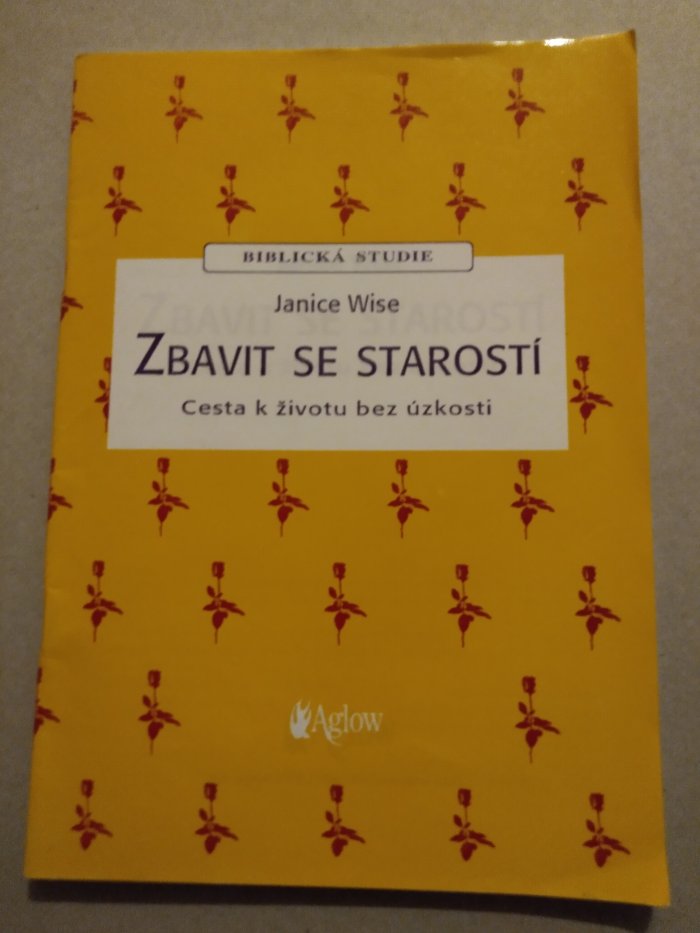 BIBLICKÁ STUDIE
Janice Wise
ZBAVIT SE STAROSTÍ
Cesta k životu bez úzkosti
Aglow